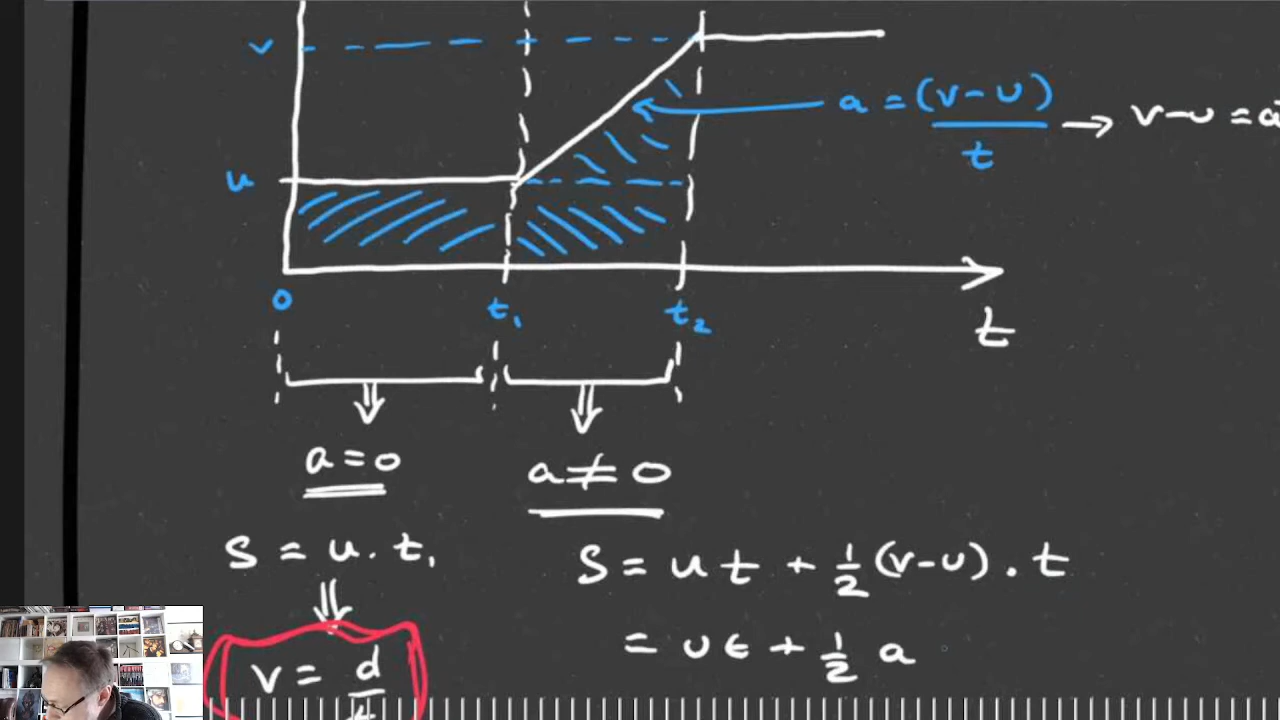 v
a = (v-u)/t → v-u = a
u
0 t₁ t₂
t
a = 0 a ≠ 0
S = u . t₁ S = ut + ½(v-u) . t
v = d/t = ut + ½ a